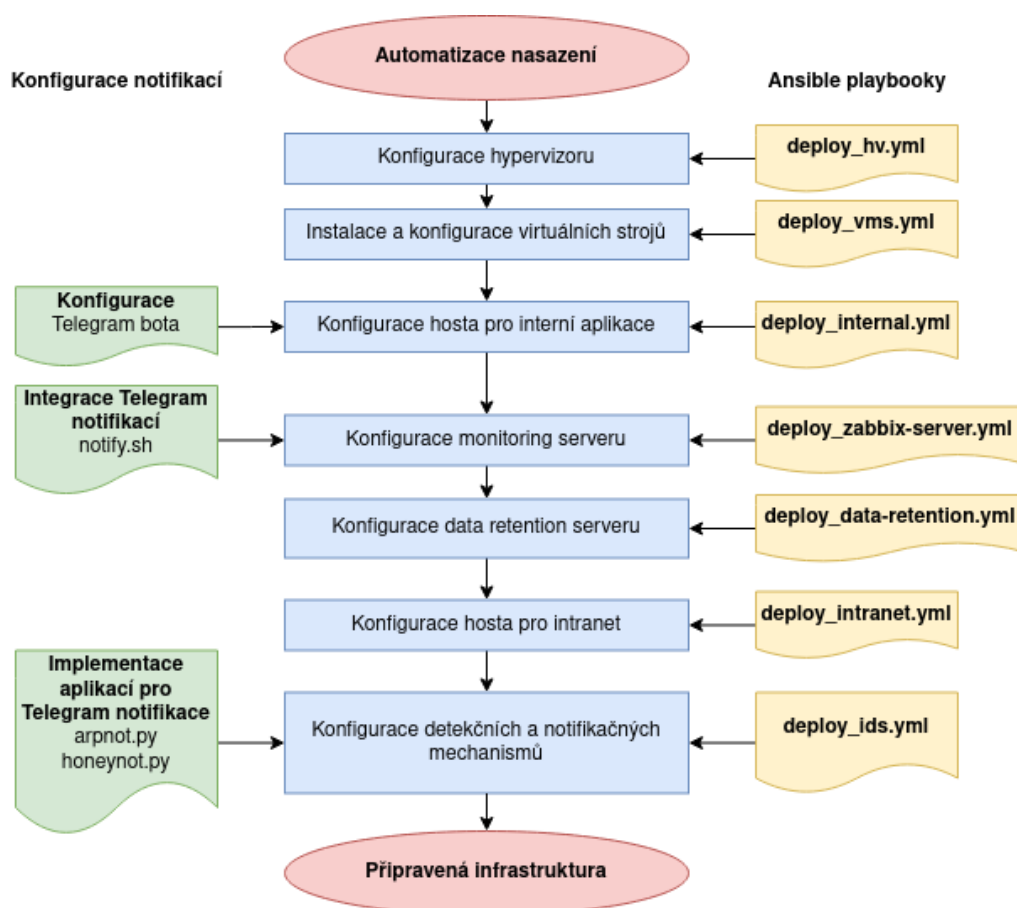 Automatizace nasazení
Konfigurace notifikací
Ansible playbooky
Konfigurace hypervizoru
deploy_hv.yml
Instalace a konfigurace virtuálních strojů
deploy_vms.yml
Konfigurace
Telegram bota
Konfigurace hosta pro interní aplikace
deploy_internal.yml
Integrace Telegram
notifikací
notify.sh
Konfigurace monitoring serveru
deploy_zabbix-server.yml
Konfigurace data retention serveru
deploy_data-retention.yml
Konfigurace hosta pro intranet
deploy_intranet.yml
Implementace
aplikací pro
Telegram notifikace
arpnot.py
honeynot.py
Konfigurace detekčních a notifikačných
mechanismů
deploy_ids.yml
Připravená infrastruktura